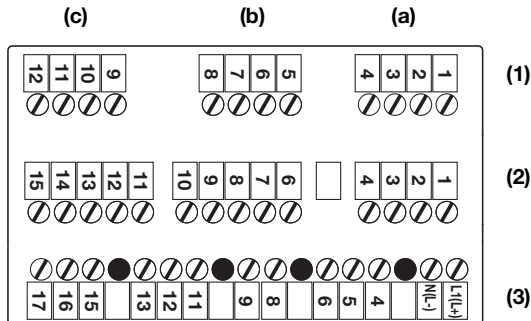 (c) (b) (a)
12 11 10 9 8 7 6 5 4 3 2 1 (1)
15 14 13 12 11 10 9 8 7 6 4 3 2 1 (2)
17 16 15 13 12 11 9 8 6 5 4 N(L-) L1(L+) (3)